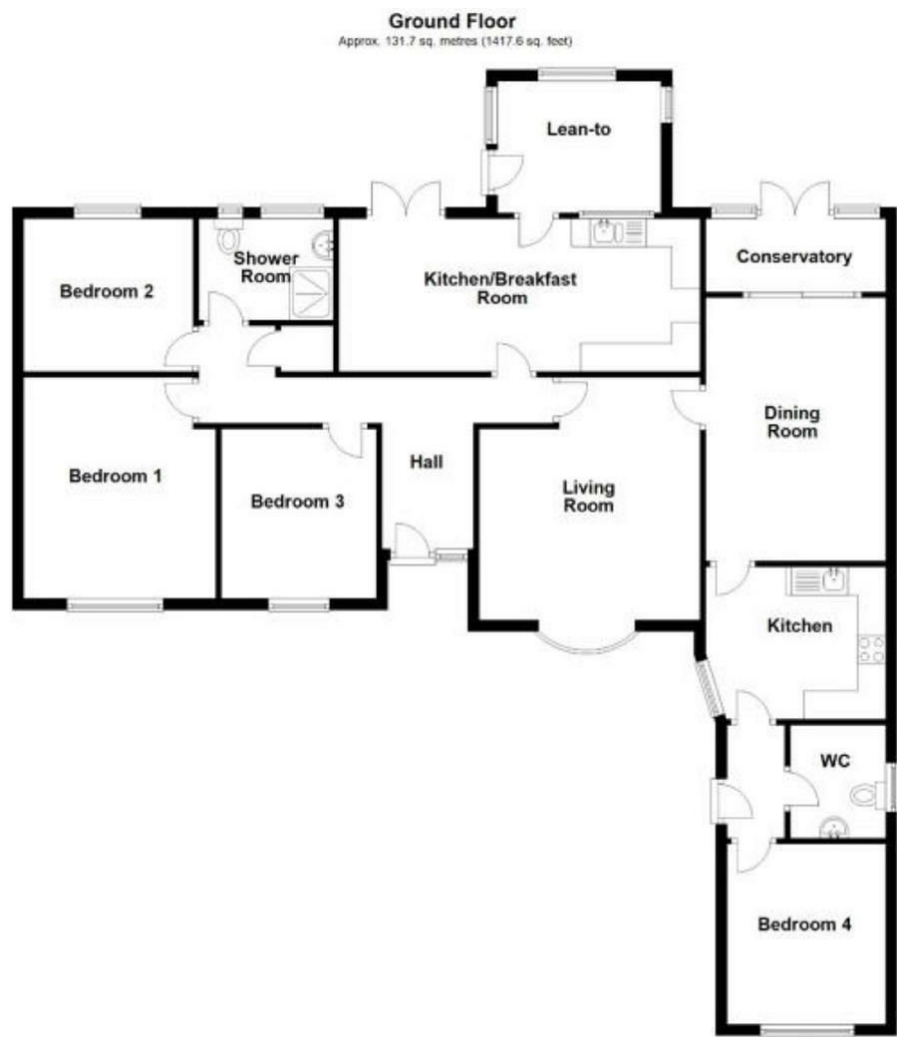 Ground Floor
Approx. 131.7 sq. metres (1417.6 sq. feet)
Lean-to
Bedroom 2
Shower
Room
Kitchen/Breakfast
Room
Conservatory
Bedroom 1
Bedroom 3
Hall
Living
Room
Dining
Room
Kitchen
WC
Bedroom 4